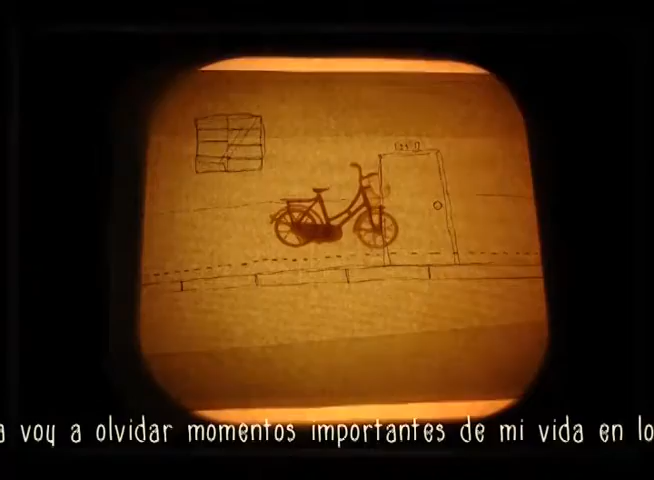 a voy a olvidar momentos importantes de mi vida en lo